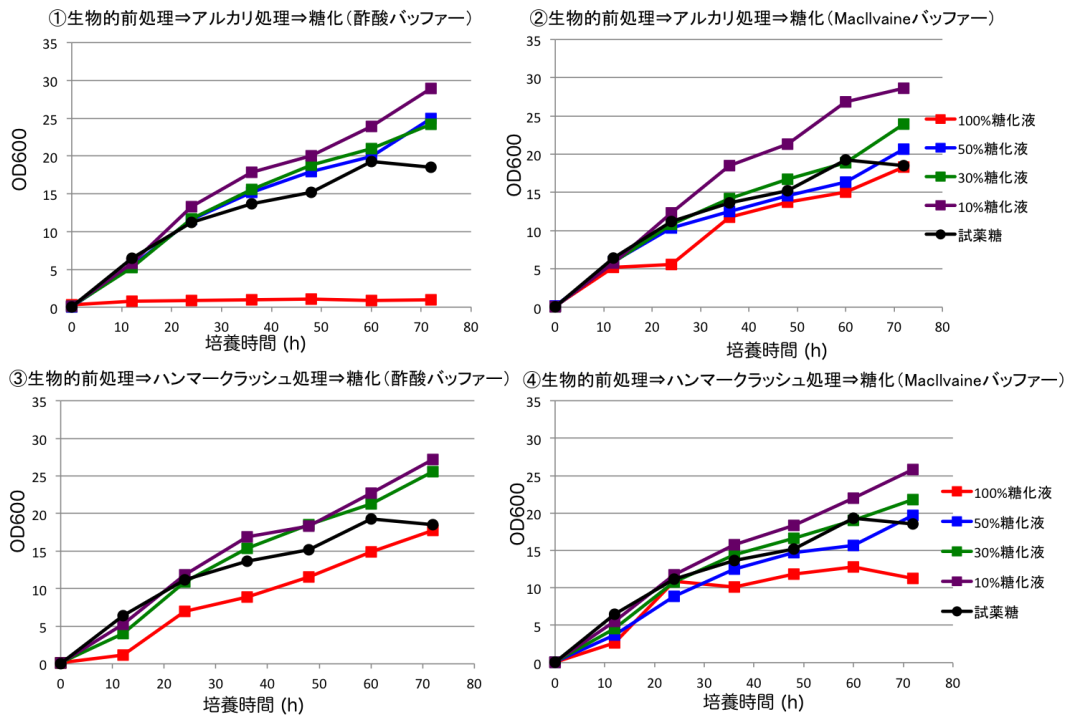 ①生物的前処理⇒アルカリ処理⇒糖化(酢酸バッファー)
35
30
25
20
15
10
5
0
OD600
0 10 20 30 40 50 60 70 80
培養時間 (h)
②生物的前処理⇒アルカリ処理⇒糖化(MacIlvaineバッファー)
35
30
25
20
15
10
5
0
OD600
0 10 20 30 40 50 60 70 80
培養時間 (h)
100%糖化液
50%糖化液
30%糖化液
10%糖化液
試薬糖
③生物的前処理⇒ハンマークラッシュ処理⇒糖化(酢酸バッファー)
35
30
25
20
15
10
5
0
OD600
0 10 20 30 40 50 60 70 80
培養時間 (h)
④生物的前処理⇒ハンマークラッシュ処理⇒糖化(MacIlvaineバッファー)
35
30
25
20
15
10
5
0
OD600
0 10 20 30 40 50 60 70 80
培養時間 (h)
100%糖化液
50%糖化液
30%糖化液
10%糖化液
試薬糖